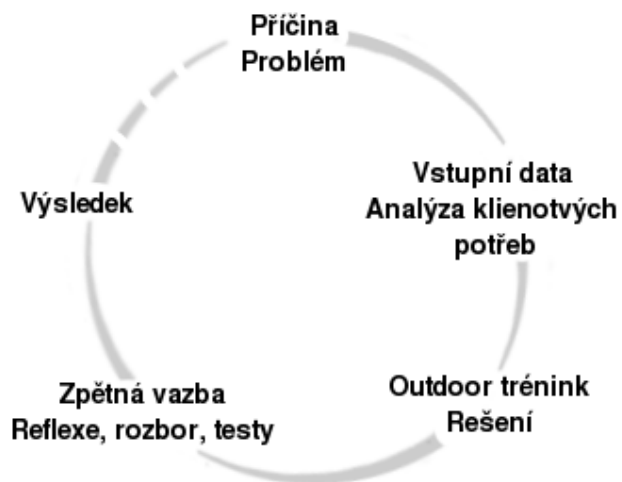 Příčina
Problém
Vstupní data
Analýza klienotvých
potřeb
Outdoor trénink
Rešení
Zpětná vazba
Reflexe, rozbor, testy
Výsledek